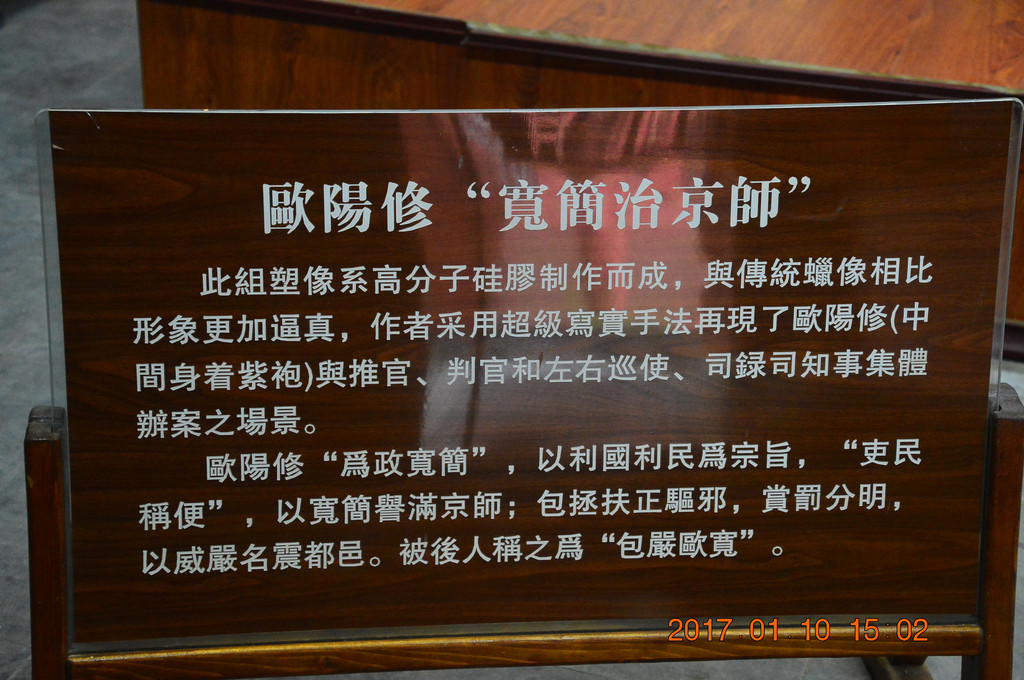 歐陽修“寬簡治京師”
此組塑像系高分子硅膠制作而成，與傳統蠟像相比
形象更加逼真，作者采用超級寫實手法再現了歐陽修(中
間身着紫袍)與推官、判官和左右巡使、司録司知事集體
辦案之場景。
歐陽修“爲政寬簡”，以利國利民爲宗旨，“吏民
稱便”，以寬簡譽滿京師；包拯扶正驅邪，賞罰分明，
以威嚴名震都邑。被後人稱之爲“包嚴歐寬”。
2017 01 10 15 02